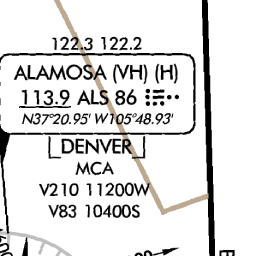 122.3 122.2
ALAMOSA (VH) (H)
113.9 ALS 86
N37°20.95' W105°48.93'
DENVER
MCA
V210 11200W
V83 10400S